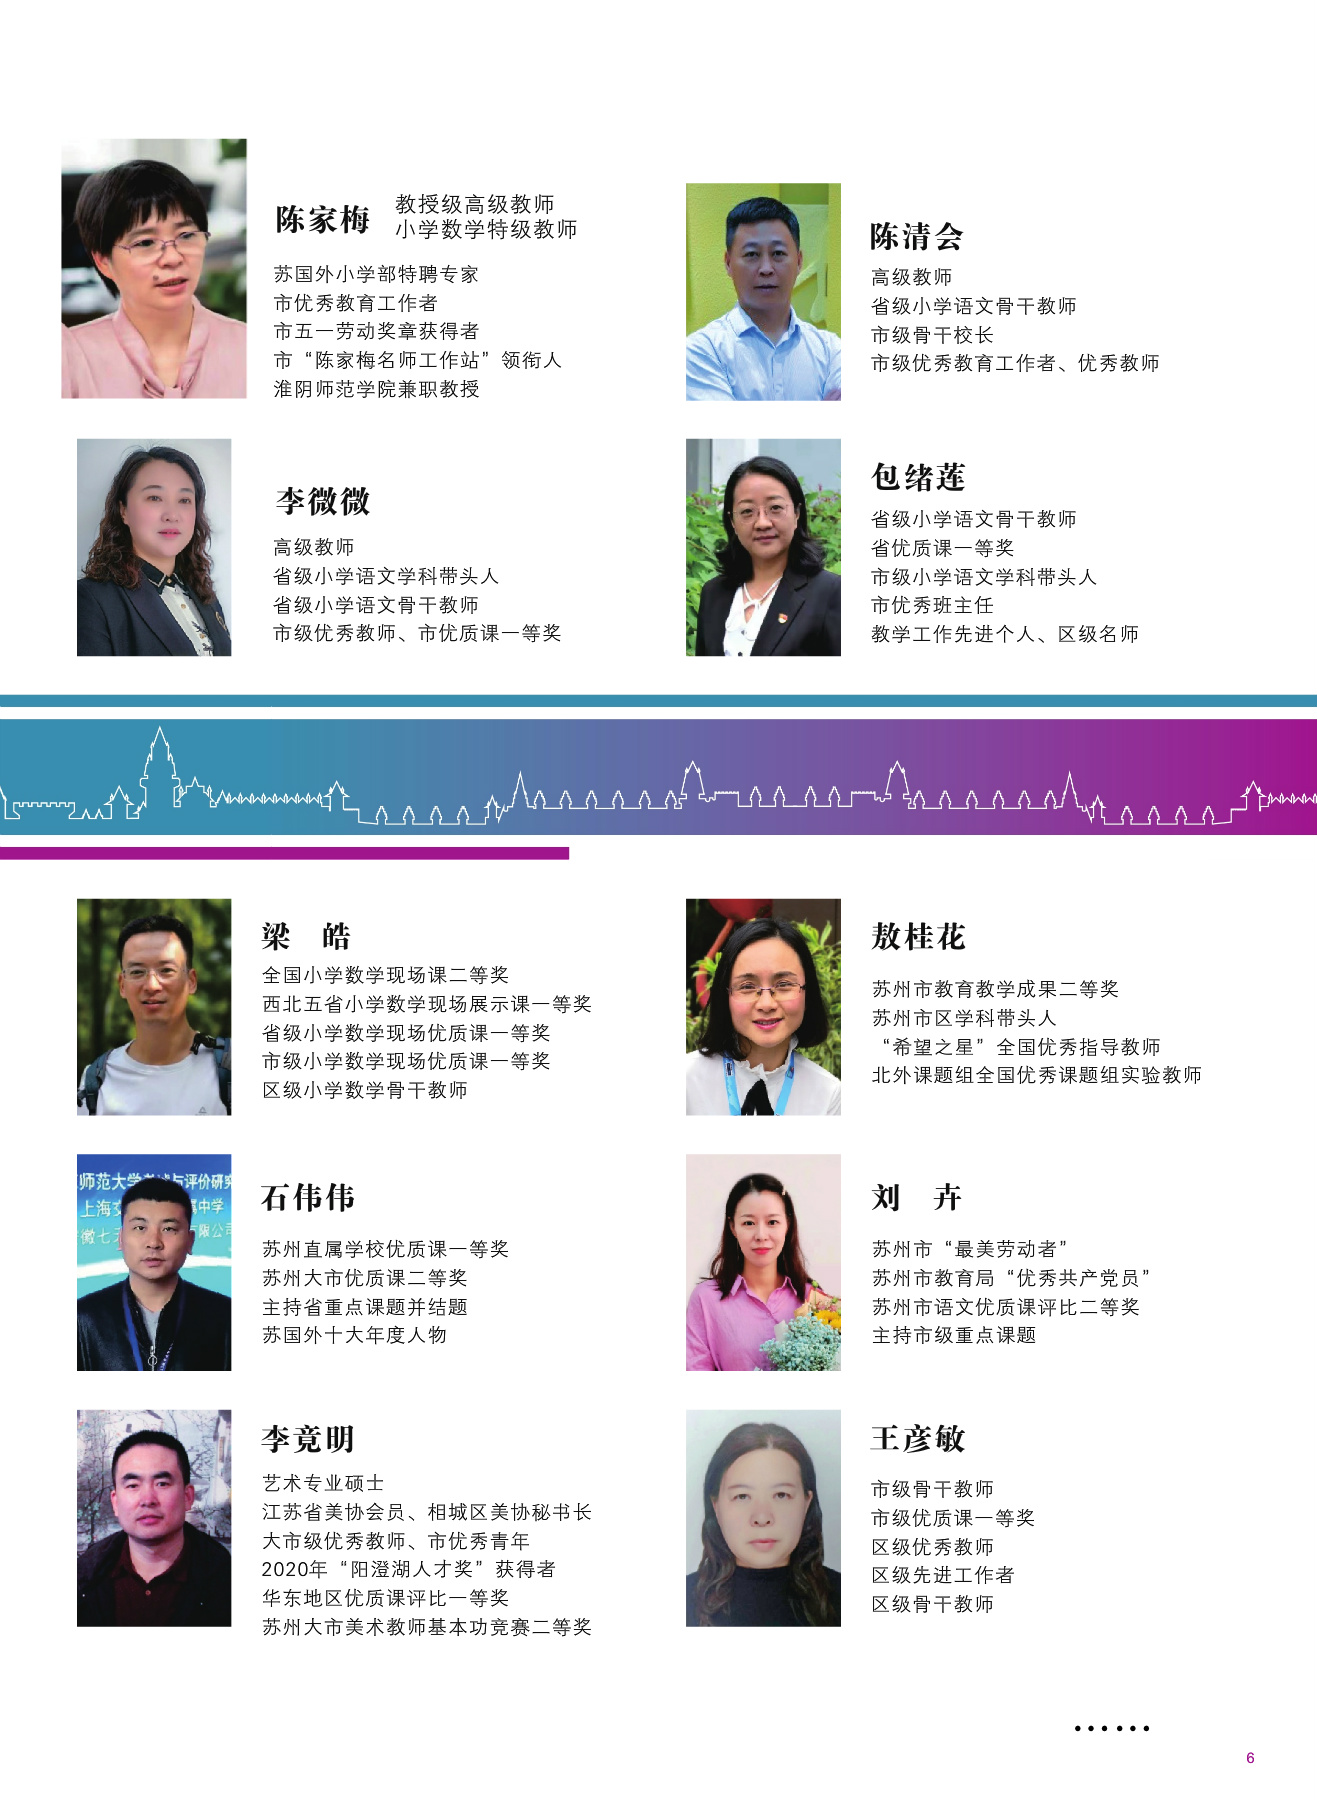 陈家梅
教授级高级教师
小学数学特级教师
苏国外小学部特聘专家
市优秀教育工作者
市五一劳动奖章获得者
市“陈家梅名师工作站”领衔人
淮阴师范学院兼职教授
陈清会
高级教师
省级小学语文骨干教师
市级骨干校长
市级优秀教育工作者、优秀教师
李微微
高级教师
省级小学语文学科带头人
省级小学语文骨干教师
市级优秀教师、市优质课一等奖
包绪莲
省级小学语文骨干教师
省优质课一等奖
市级小学语文学科带头人
市优秀班主任
教学工作先进个人、区级名师
梁 皓
全国小学数学现场课二等奖
西北五省小学数学现场展示课一等奖
省级小学数学现场优质课一等奖
市级小学数学现场优质课一等奖
区级小学数学骨干教师
敖桂花
苏州市教育教学成果二等奖
苏州市区学科带头人
“希望之星”全国优秀指导教师
北外课题组全国优秀课题组实验教师
师范大学考试与评价研究
上海交 属中学
徽七天 有限公司
石伟伟
苏州直属学校优质课一等奖
苏州大市优质课二等奖
主持省重点课题并结题
苏国外十大年度人物
刘 卉
苏州市“最美劳动者”
苏州市教育局“优秀共产党员”
苏州市语文优质课评比二等奖
主持市级重点课题
李竟明
艺术专业硕士
江苏省美协会员、相城区美协秘书长
大市级优秀教师、市优秀青年
2020年“阳澄湖人才奖”获得者
华东地区优质课评比一等奖
苏州大市美术教师基本功竞赛二等奖
王彦敏
市级骨干教师
市级优质课一等奖
区级优秀教师
区级先进工作者
区级骨干教师
······
6